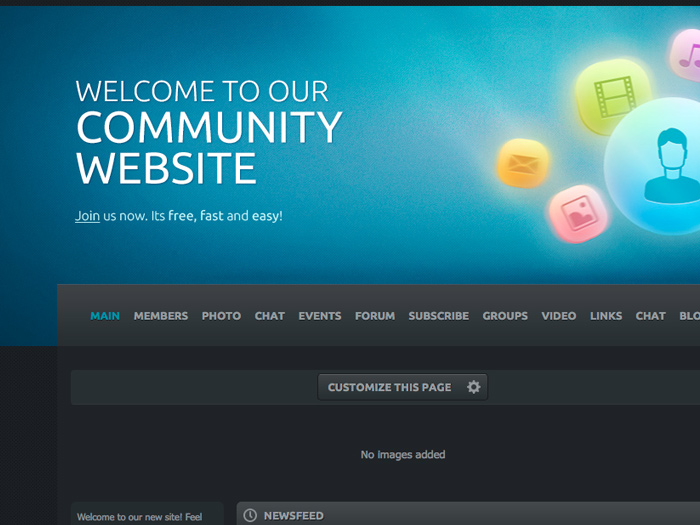 WELCOME TO OUR
COMMUNITY
WEBSITE
Join us now. Its free, fast and easy!
MAIN MEMBERS PHOTO CHAT EVENTS FORUM SUBSCRIBE GROUPS VIDEO LINKS CHAT BLO
CUSTOMIZE THIS PAGE
No images added
Welcome to our new site! Feel
NEWSFEED